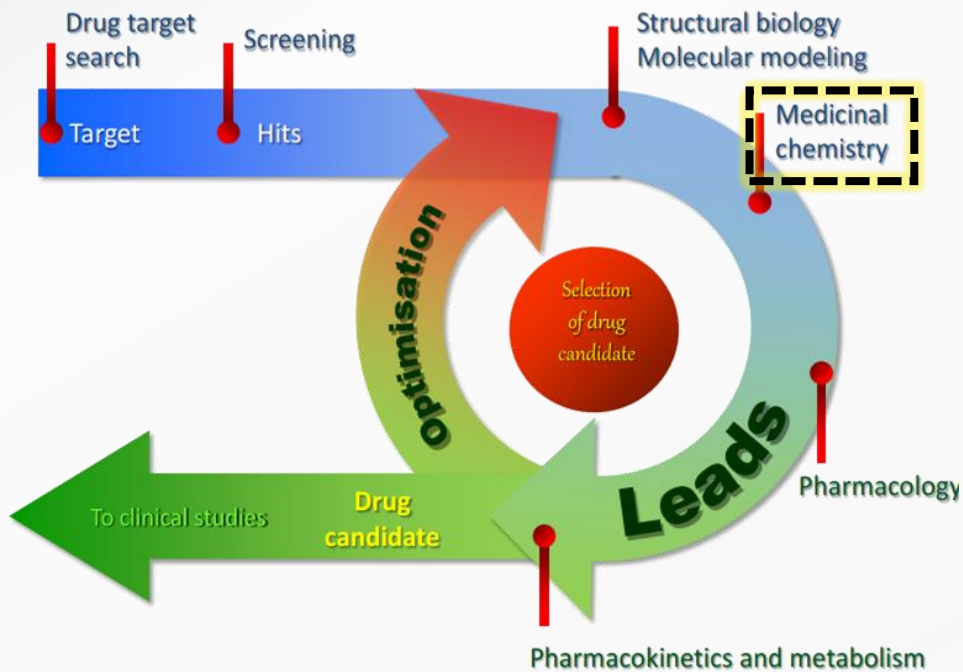 Drug target
search
Screening
Structural biology
Molecular modeling
Medicinal
chemistry
Target
Hits
Optimisation
Selection
of drug
candidate
Leads
Pharmacology
To clinical studies
Drug
candidate
Pharmacokinetics and metabolism